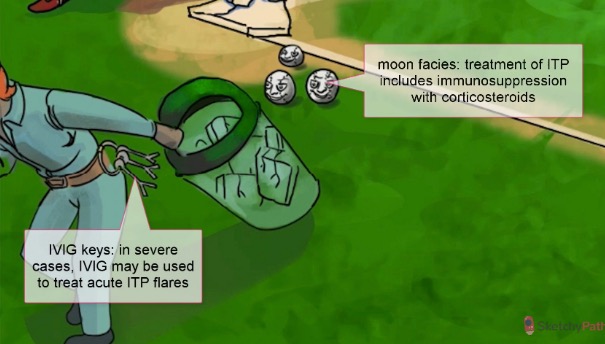 moon facies: treatment of ITP
includes immunosuppression
with corticosteroids
IVIG keys: in severe
cases, IVIG may be used
to treat acute ITP flares
SketchyPath